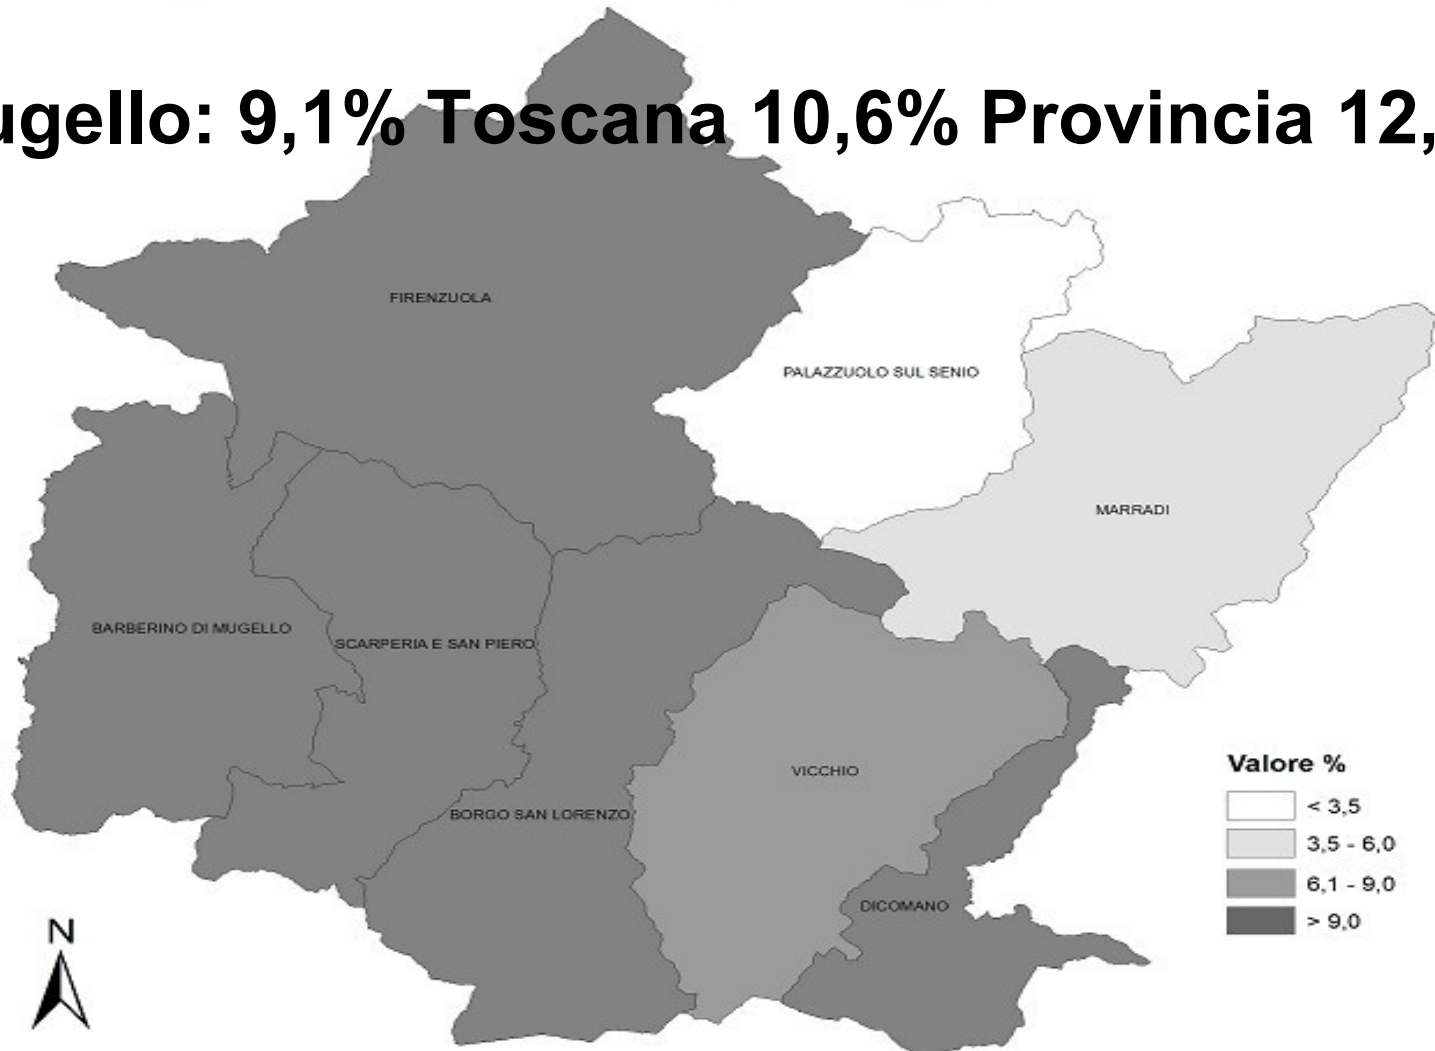 ugello: 9,1% Toscana 10,6% Provincia 12,
FIRENZUOLA
PALAZZUOLO SUL SENIO
MARRADI
BARBERINO DI MUGELLO
SCARPERIA E SAN PIERO
VICCHIO
BORGO SAN LORENZO
DICOMANO
Valore %
< 3,5
3,5 - 6,0
6,1 - 9,0
> 9,0
N